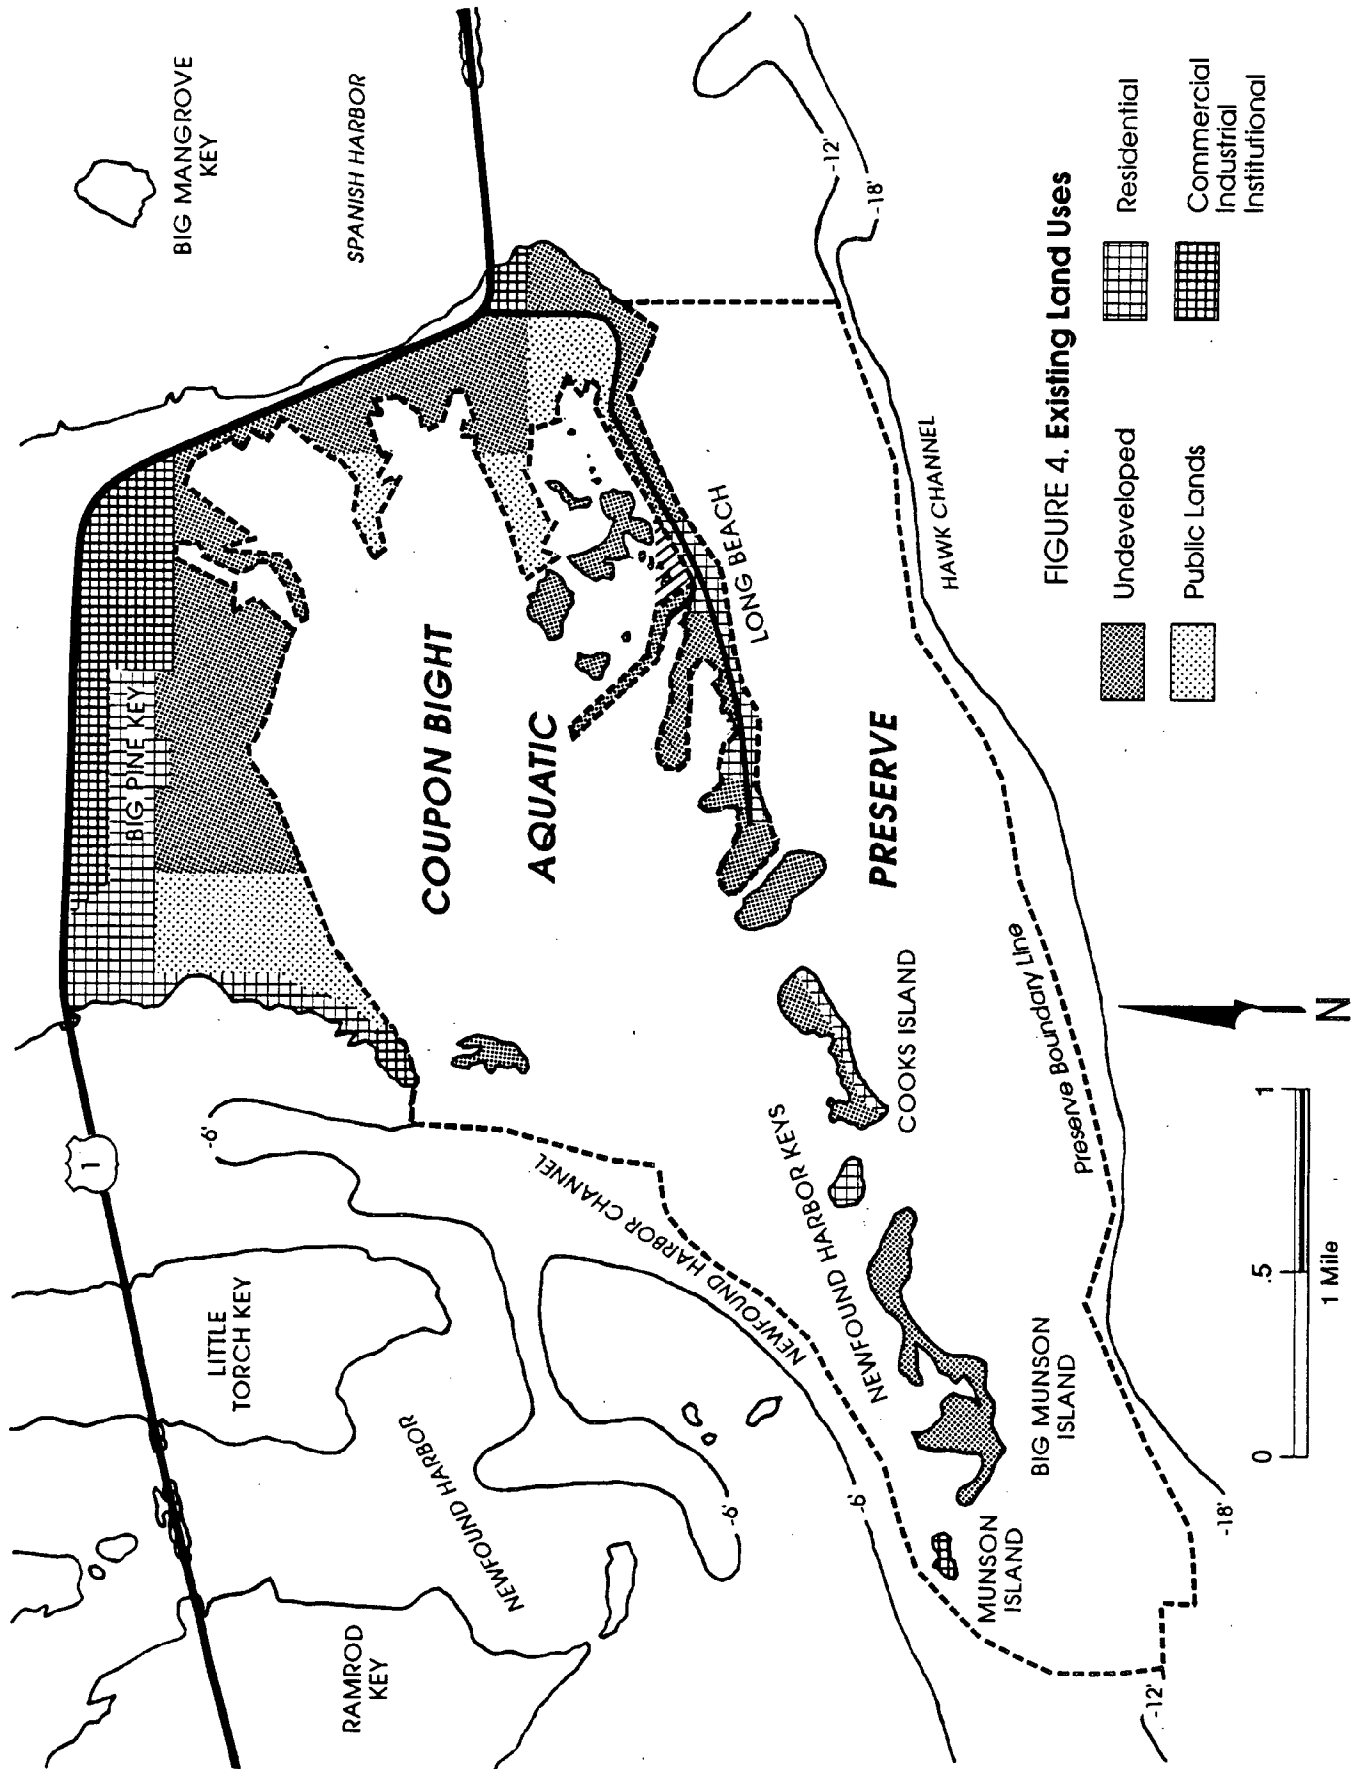 BIG MANGROVE
KEY
SPANISH HARBOR
1
LITTLE
TORCH KEY
RAMROD
KEY
NEWFOUND HARBOR
BIG PINE KEY
-6'
-6'
-6'
NEWFOUND HARBOR CHANNEL
COUPON BIGHT
AQUATIC
PRESERVE
LONG BEACH
NEWFOUND HARBOR KEYS
COOKS ISLAND
BIG MUNSON
ISLAND
MUNSON
ISLAND
HAWK CHANNEL
Preserve Boundary Line
-12'
-18'
-12'
-18'
FIGURE 4. Existing Land Uses
Undeveloped
Public Lands
Residential
Commercial
Industrial
Institutional
0
.5
1
1 Mile
N